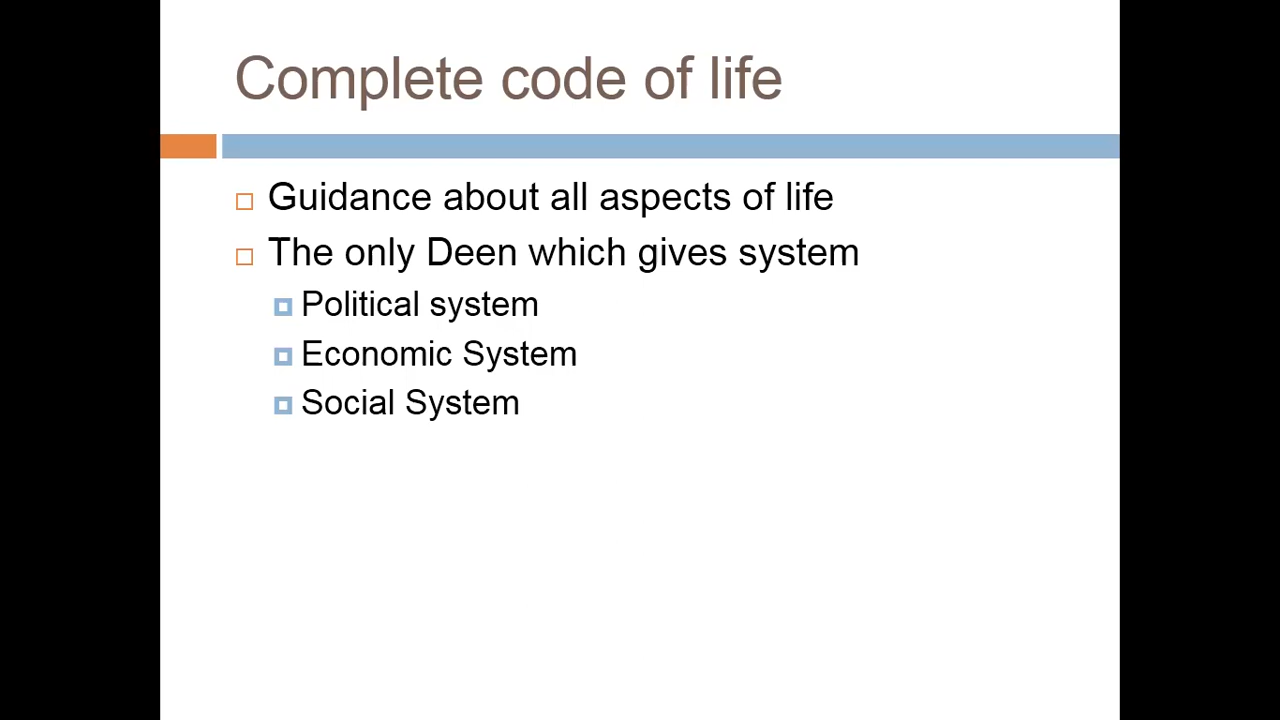 Complete code of life
Guidance about all aspects of life
The only Deen which gives system
Political system
Economic System
Social System